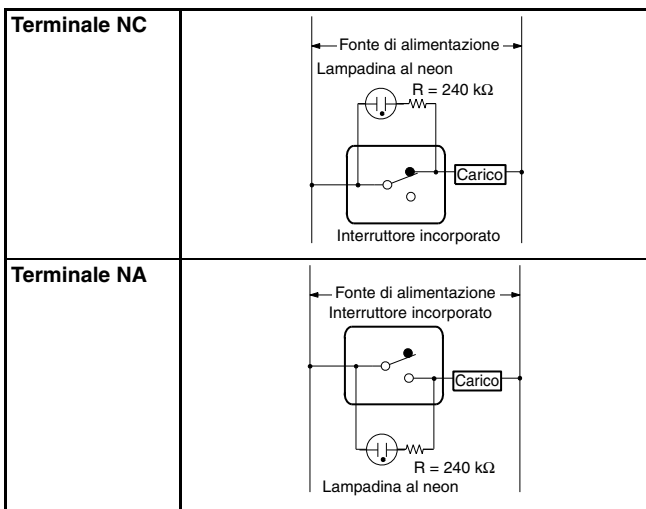 Terminale NC
Fonte di alimentazione
Lampadina al neon
R = 240 kΩ
Carico
Interruttore incorporato
Terminale NA
Fonte di alimentazione
Interruttore incorporato
Carico
R = 240 kΩ
Lampadina al neon